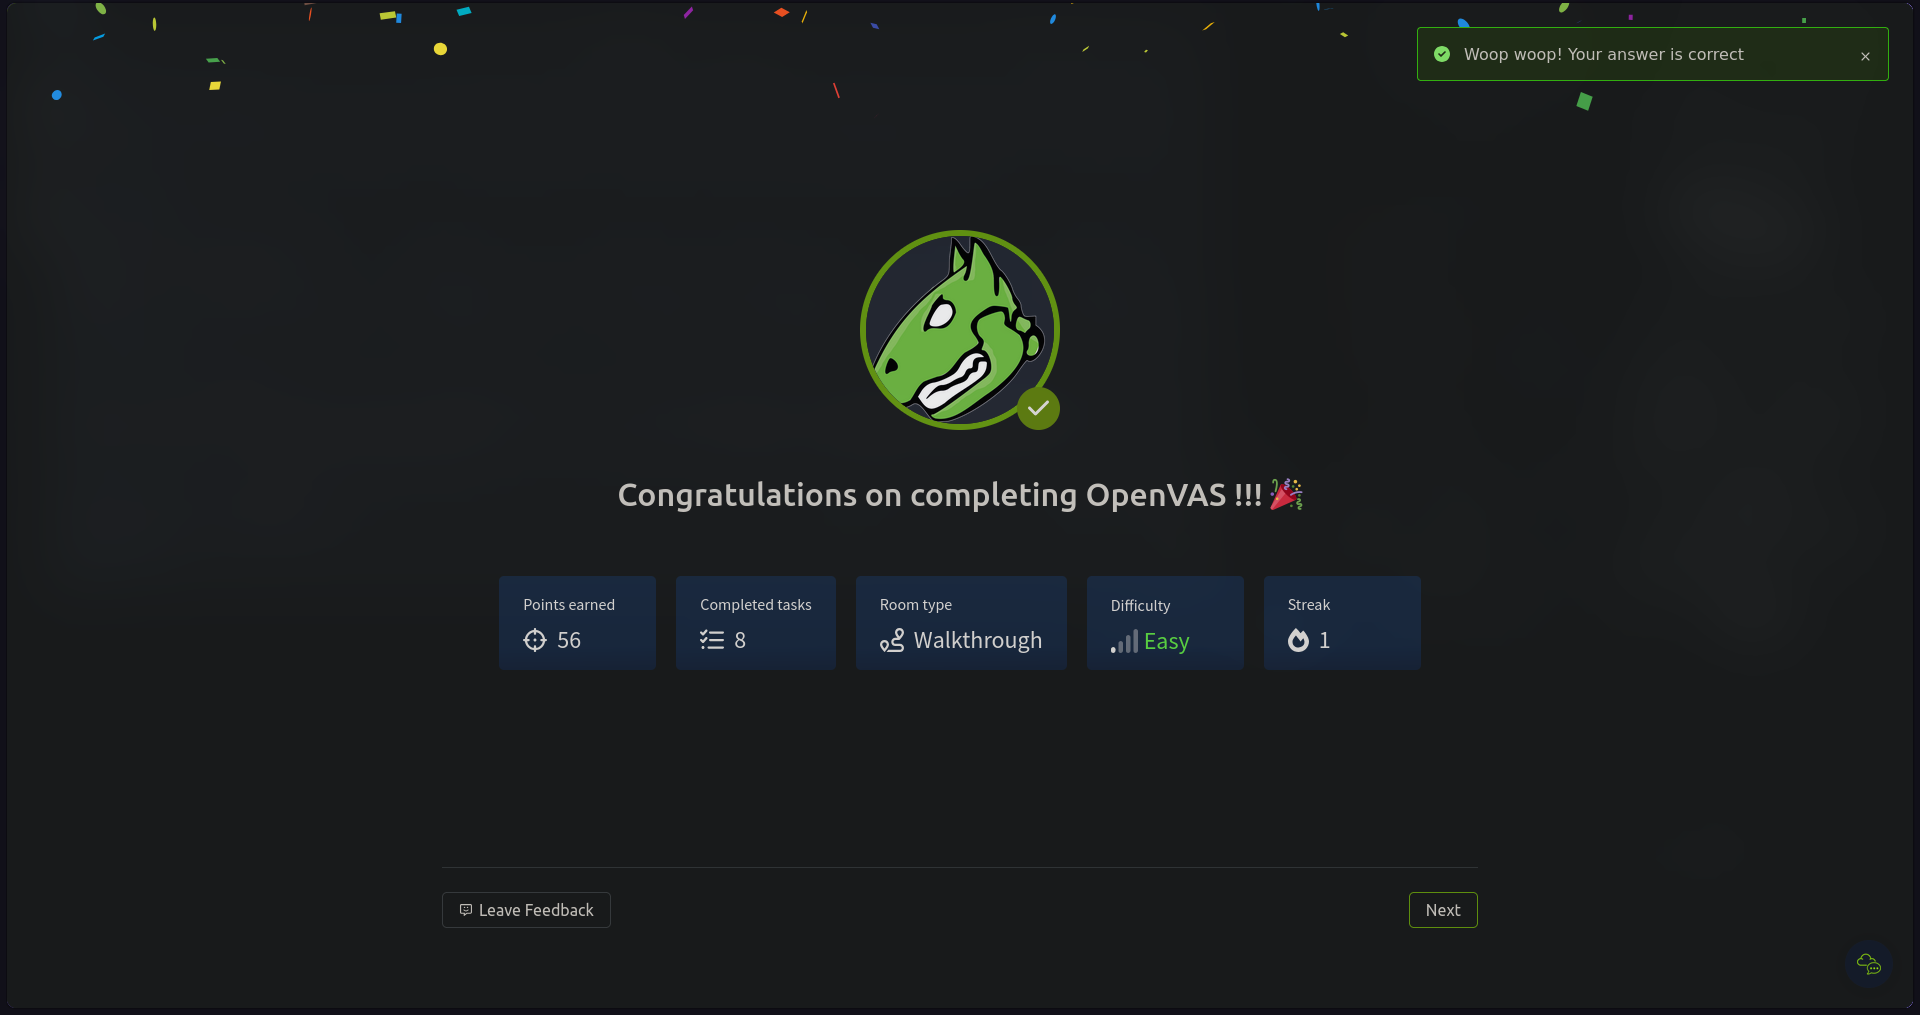 Woop woop! Your answer is correct
Congratulations on completing OpenVAS !!! 🎉
Points earned
56
Completed tasks
8
Room type
Walkthrough
Difficulty
Easy
Streak
1
Leave Feedback
Next